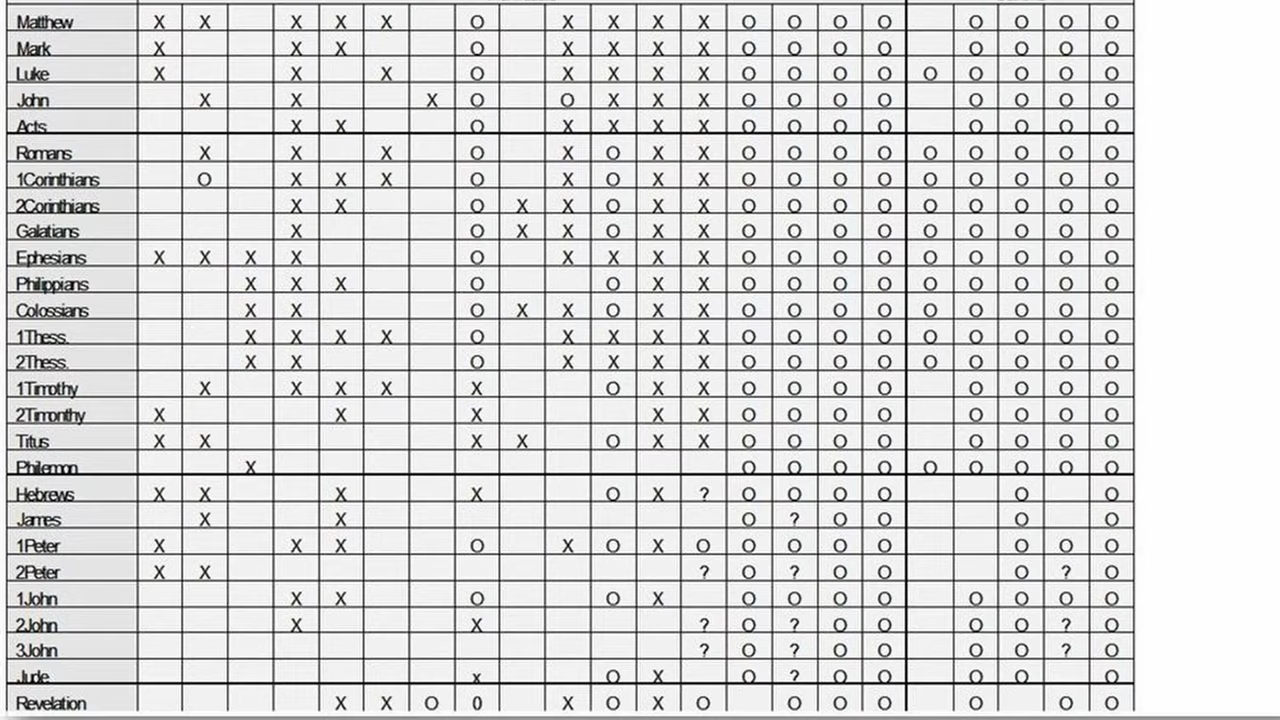 Matthew X X X X X O X X X X O O O O O O O O
Mark X X X O X X X X O O O O O O O O
Luke X X X O X X X X O O O O O O O O O
John X X X O O X X X O O O O O O O O
Acts X X O X X X X O O O O O O O O
Romans X X X O X O X X O O O O O O O O O
1Corinthians O X X X O X O X X O O O O O O O O O
2Corinthians X X O X X O X X O O O O O O O O O
Galatians X O X X O X X O O O O O O O O O
Ephesians X X X X O X X X X O O O O O O O O O
Philippians X X X O O X X O O O O O O O O O
Colossians X X O X X O X X O O O O O O O O O
1Thess. X X X X O X X X X O O O O O O O O O
2Thess. X X O X X X X O O O O O O O O O
1Timothy X X X X X O X X O O O O O O O O
2Timonthy X X X X X O O O O O O O O
Titus X X X X O X X O O O O O O O O
Philemon X O O O O O O O O O
Hebrews X X X X O X ? O O O O O O
James X X O ? O O O O
1Peter X X X O X O X O O O O O O O O
2Peter X X ? O ? O O O ? O
1John X X O O X O O O O O O O O
2John X X ? O ? O O O O ? O
3John ? O ? O O O O ? O
Jude x O X O ? O O O O O
Revelation X X O 0 X O X O O O O O O O